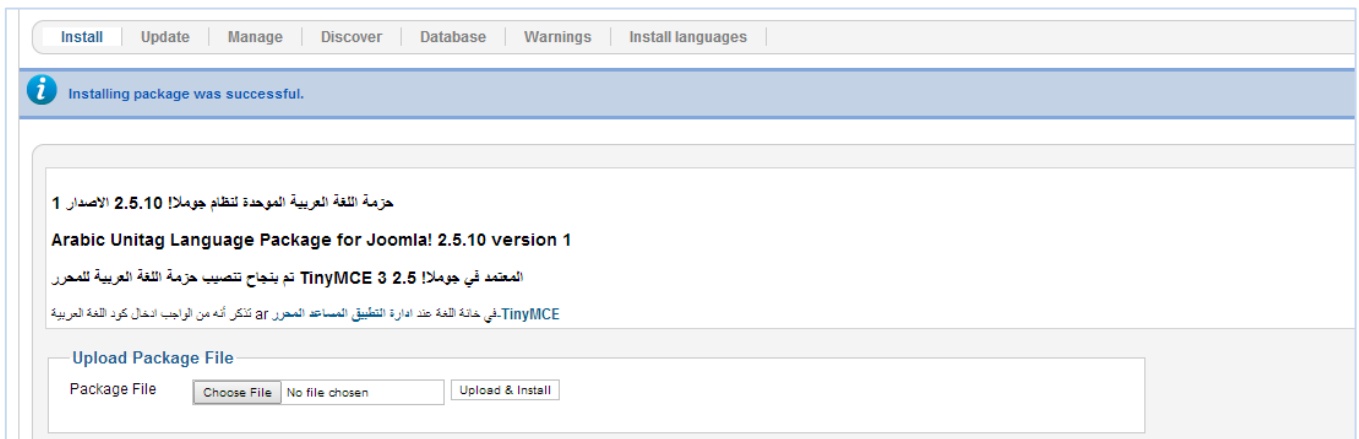 Install Update Manage Discover Database Warnings Install languages
Installing package was successful.
حزمة اللغة العربية الموحدة لنظام جوملا! 2.5.10 الاصدار 1
Arabic Unitag Language Package for Joomla! 2.5.10 version 1
المعتمد في جوملا! 2.5 TinyMCE 3 تم بنجاح تنصيب حزمة اللغة العربية للمحرر
TinyMCE.في خانة اللغة عند ادارة التطبيق المساعد المحرر ar تذكر أنه من الواجب ادخال كود اللغة العربية
Upload Package File
Package File Choose File No file chosen Upload & Install